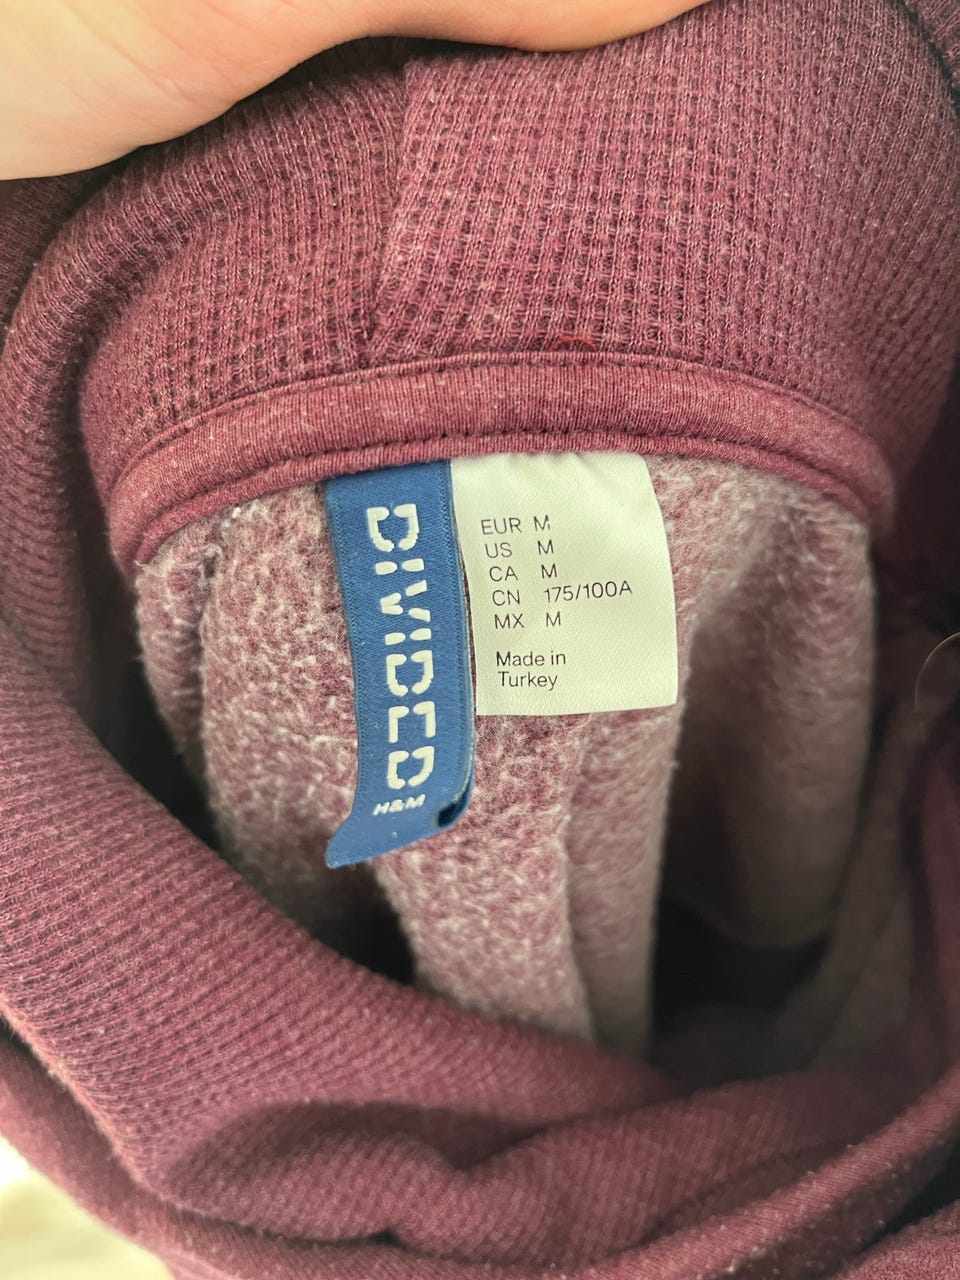 DIVIDED
H&M
EUR M
US M
CA M
CN 175/100A
MX M
Made in
Turkey